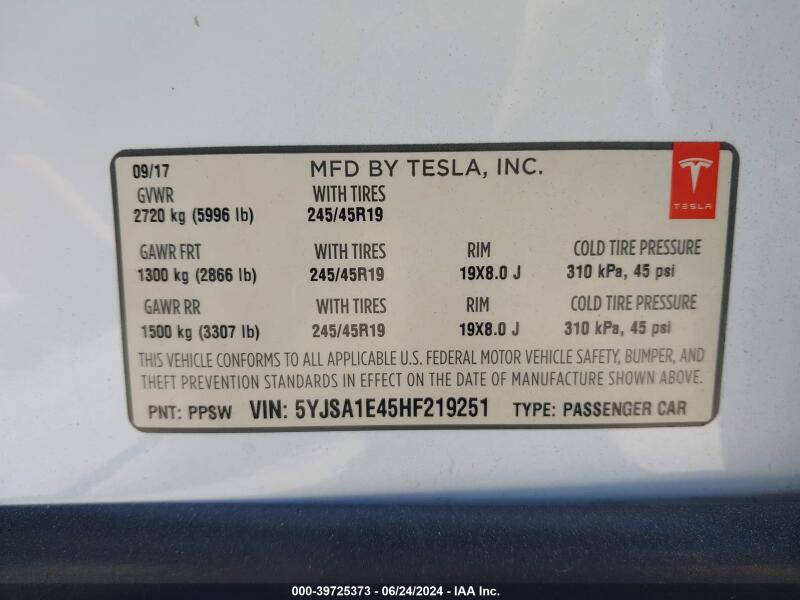 09/17 MFD BY TESLA, INC.
TESLA
GVWR WITH TIRES
2720 kg (5996 lb) 245/45R19
GAWR FRT WITH TIRES RIM COLD TIRE PRESSURE
1300 kg (2866 lb) 245/45R19 19X8.0 J 310 kPa, 45 psi
GAWR RR WITH TIRES RIM COLD TIRE PRESSURE
1500 kg (3307 lb) 245/45R19 19X8.0 J 310 kPa, 45 psi
THIS VEHICLE CONFORMS TO ALL APPLICABLE U.S. FEDERAL MOTOR VEHICLE SAFETY, BUMPER, AND
THEFT PREVENTION STANDARDS IN EFFECT ON THE DATE OF MANUFACTURE SHOWN ABOVE.
PNT: PPSW VIN: 5YJSA1E45HF219251 TYPE: PASSENGER CAR
000-39725373 - 06/24/2024 - IAA Inc.